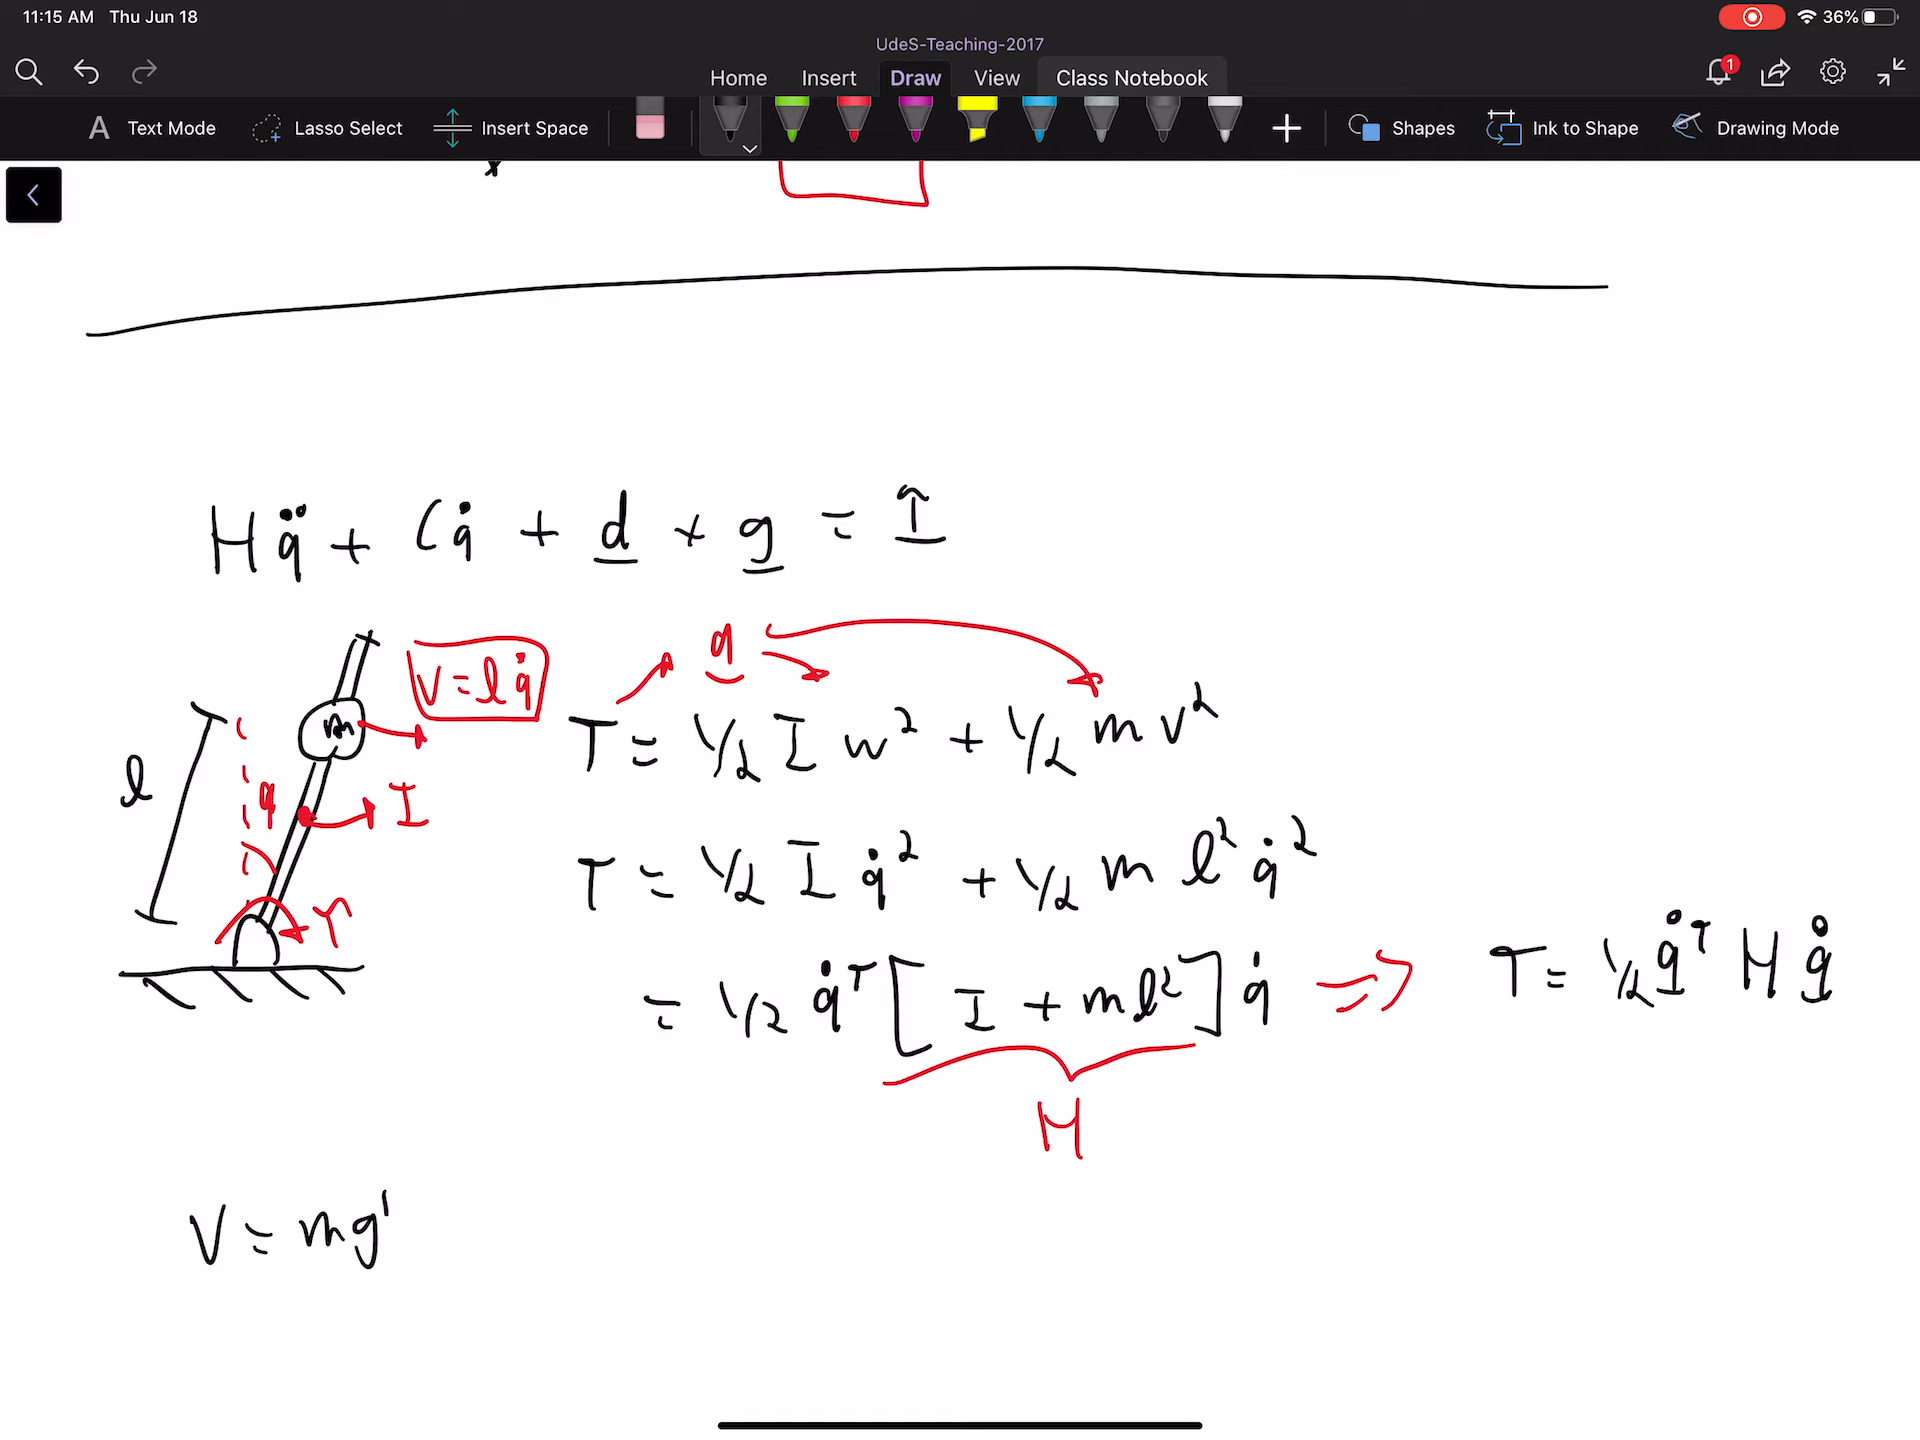 11:15 AM Thu Jun 18
36%
UdeS-Teaching-2017
Home Insert Draw View Class Notebook
1
A Text Mode Lasso Select Insert Space Shapes Ink to Shape Drawing Mode
x
Hq̈ + Cq̇ + d + g = τ
V = l q̇
q
m
T = 1/2 I w² + 1/2 m v²
l
q
I
T = 1/2 I q̇² + 1/2 m l² q̇²
τ
= 1/2 q̇ᵀ [ I + ml² ] q̇ => T = 1/2 q̇ᵀ H q̇
H
V = mg'